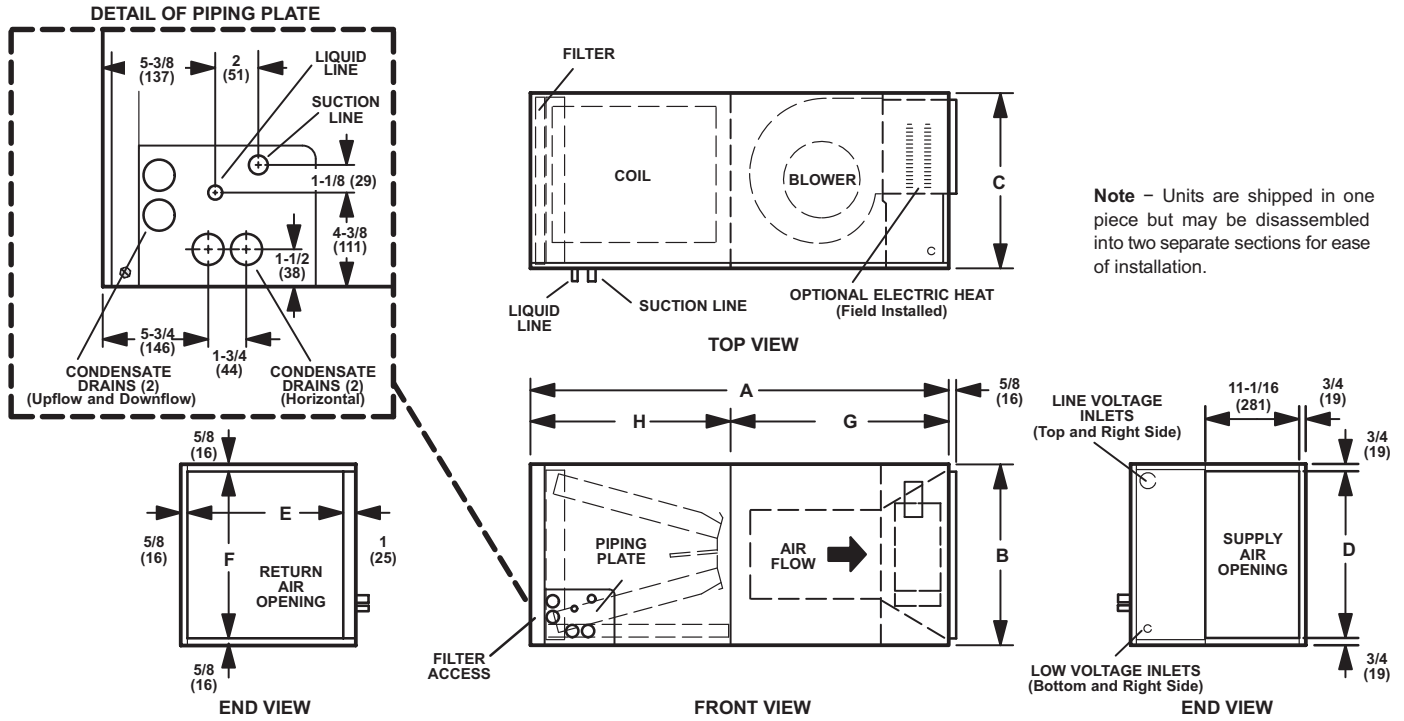 DETAIL OF PIPING PLATE
5-3/8
(137)
2
(51)
LIQUID
LINE
SUCTION
LINE
1-1/8 (29)
4-3/8
(111)
1-1/2
(38)
5-3/4
(146)
1-3/4
(44)
CONDENSATE
DRAINS (2)
(Upflow and Downflow)
CONDENSATE
DRAINS (2)
(Horizontal)
FILTER
COIL
BLOWER
C
LIQUID
LINE
SUCTION LINE
OPTIONAL ELECTRIC HEAT
(Field Installed)
TOP VIEW
Note – Units are shipped in one
piece but may be disassembled
into two separate sections for ease
of installation.
5/8
(16)
5/8
(16)
E
F
1
(25)
RETURN
AIR
OPENING
5/8
(16)
END VIEW
A
5/8
(16)
H
G
PIPING
PLATE
AIR
FLOW
B
FILTER
ACCESS
FRONT VIEW
11-1/16
(281)
3/4
(19)
LINE VOLTAGE
INLETS
(Top and Right Side)
3/4
(19)
SUPPLY
AIR
OPENING
D
LOW VOLTAGE INLETS
(Bottom and Right Side)
3/4
(19)
END VIEW